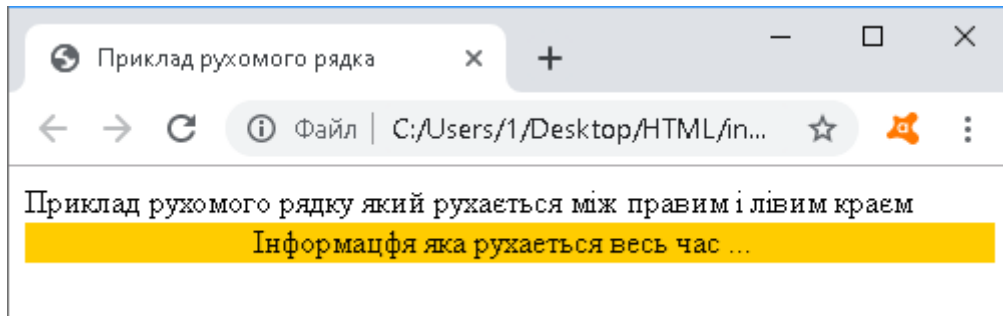 Приклад рухомого рядка
Файл | C:/Users/1/Desktop/HTML/in...
Приклад рухомого рядку який рухається між правим і лівим краєм
Інформацфя яка рухаеться весь час ...